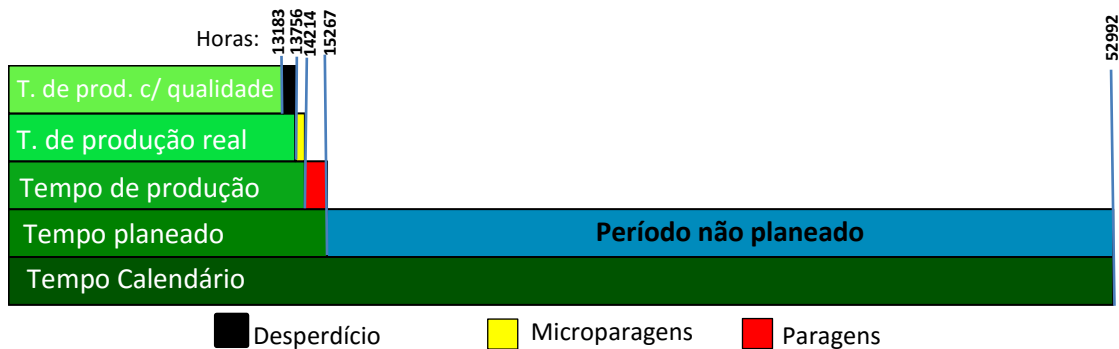 Horas:
13183
13756
14214
15267
52992
T. de prod. c/ qualidade
T. de produção real
Tempo de produção
Tempo planeado
Período não planeado
Tempo Calendário
Desperdício
Microparagens
Paragens